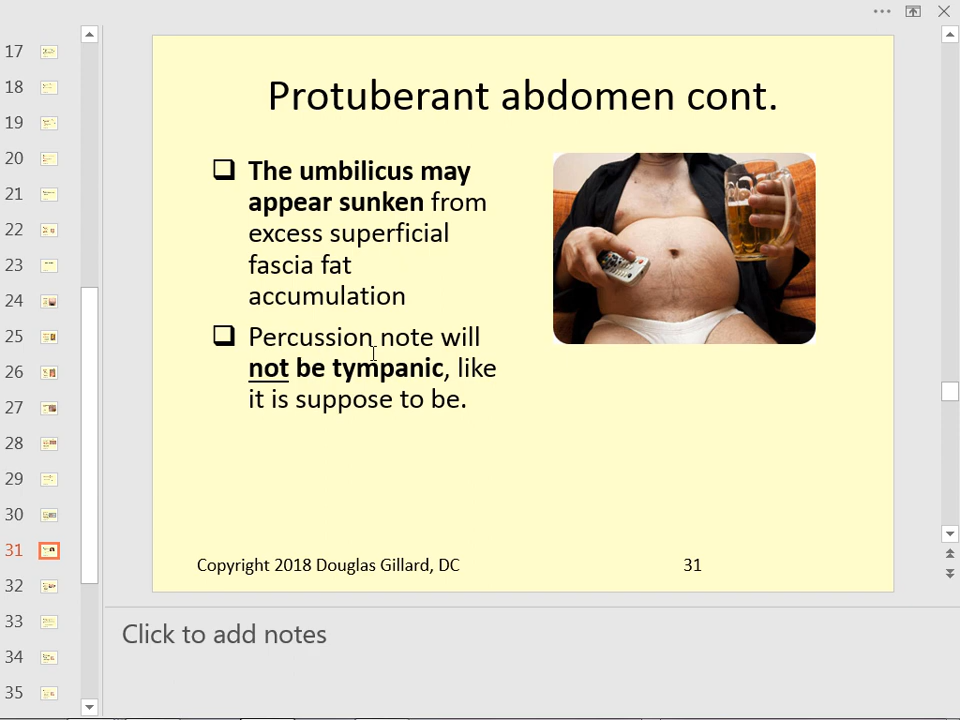 17
18
19
20
21
22
23
24
25
26
27
28
29
30
31
32
33
34
35
Protuberant abdomen cont.
The umbilicus may
appear sunken from
excess superficial
fascia fat
accumulation
Percussion note will
not be tympanic, like
it is suppose to be.
Copyright 2018 Douglas Gillard, DC
31
Click to add notes